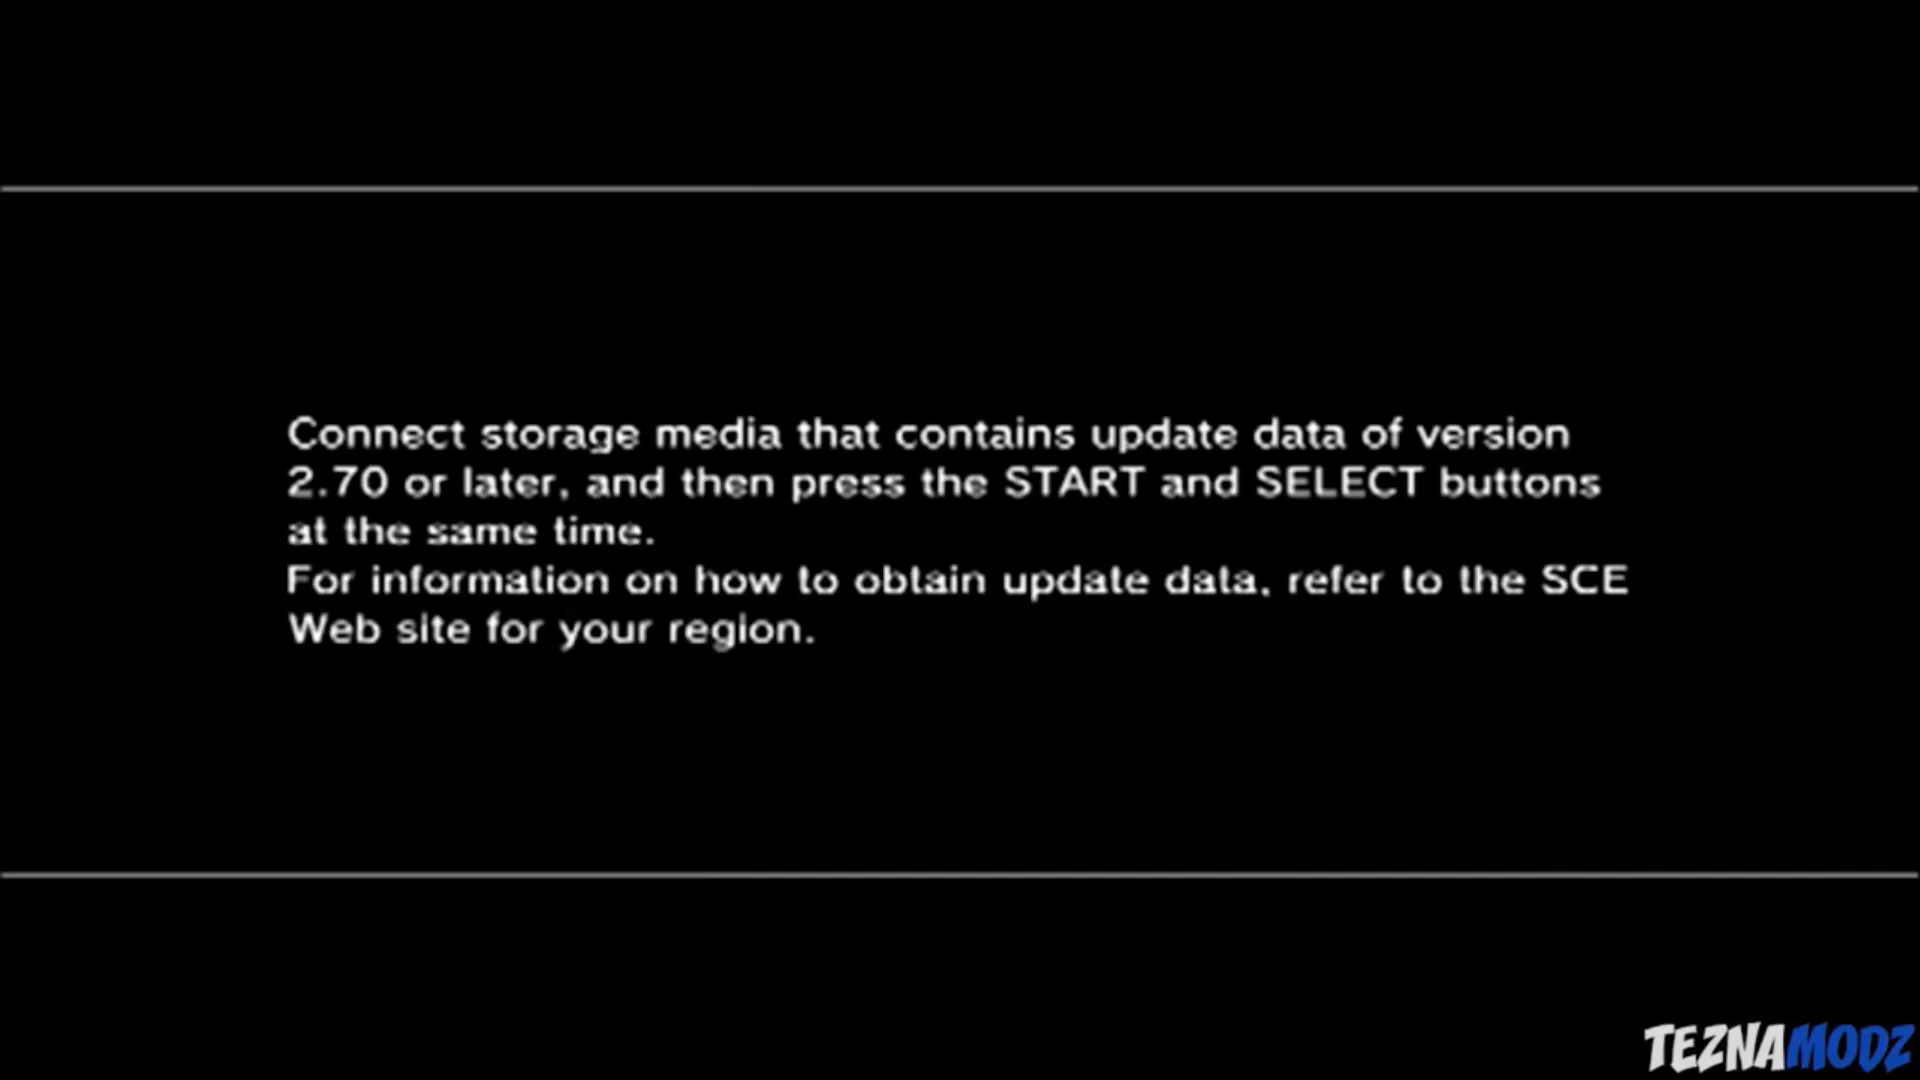 Connect storage media that contains update data of version
2.70 or later, and then press the START and SELECT buttons
at the same time.
For information on how to obtain update data, refer to the SCE
Web site for your region.
TEZNAMODZ